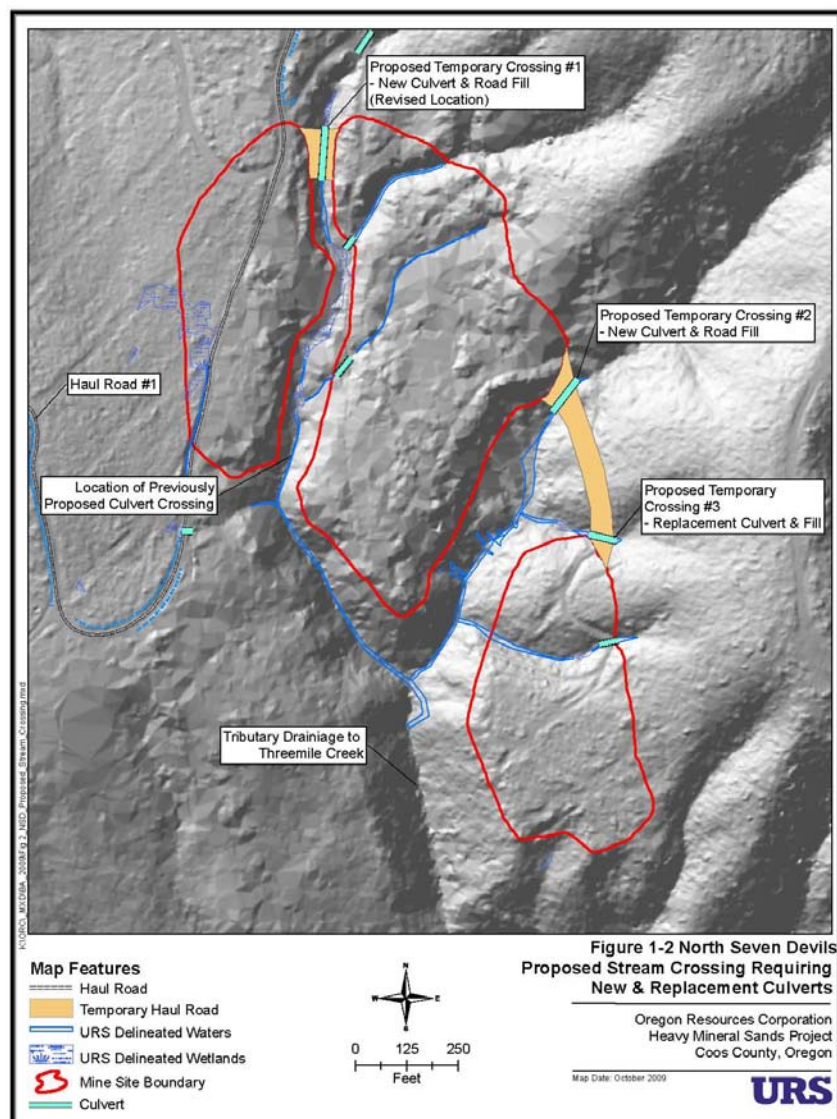 Proposed Temporary Crossing #1
- New Culvert & Road Fill
(Revised Location)
Proposed Temporary Crossing #2
- New Culvert & Road Fill
Haul Road #1
Location of Previously
Proposed Culvert Crossing
Proposed Temporary
Crossing #3
- Replacement Culvert & Fill
Tributary Drainiage to
Threemile Creek
Map Features
Haul Road
Temporary Haul Road
URS Delineated Waters
URS Delineated Wetlands
Mine Site Boundary
Culvert
N
W
E
S
0 125 250
Feet
Figure 1-2 North Seven Devils
Proposed Stream Crossing Requiring
New & Replacement Culverts
Oregon Resources Corporation
Heavy Mineral Sands Project
Coos County, Oregon
Map Date: October 2009
URS